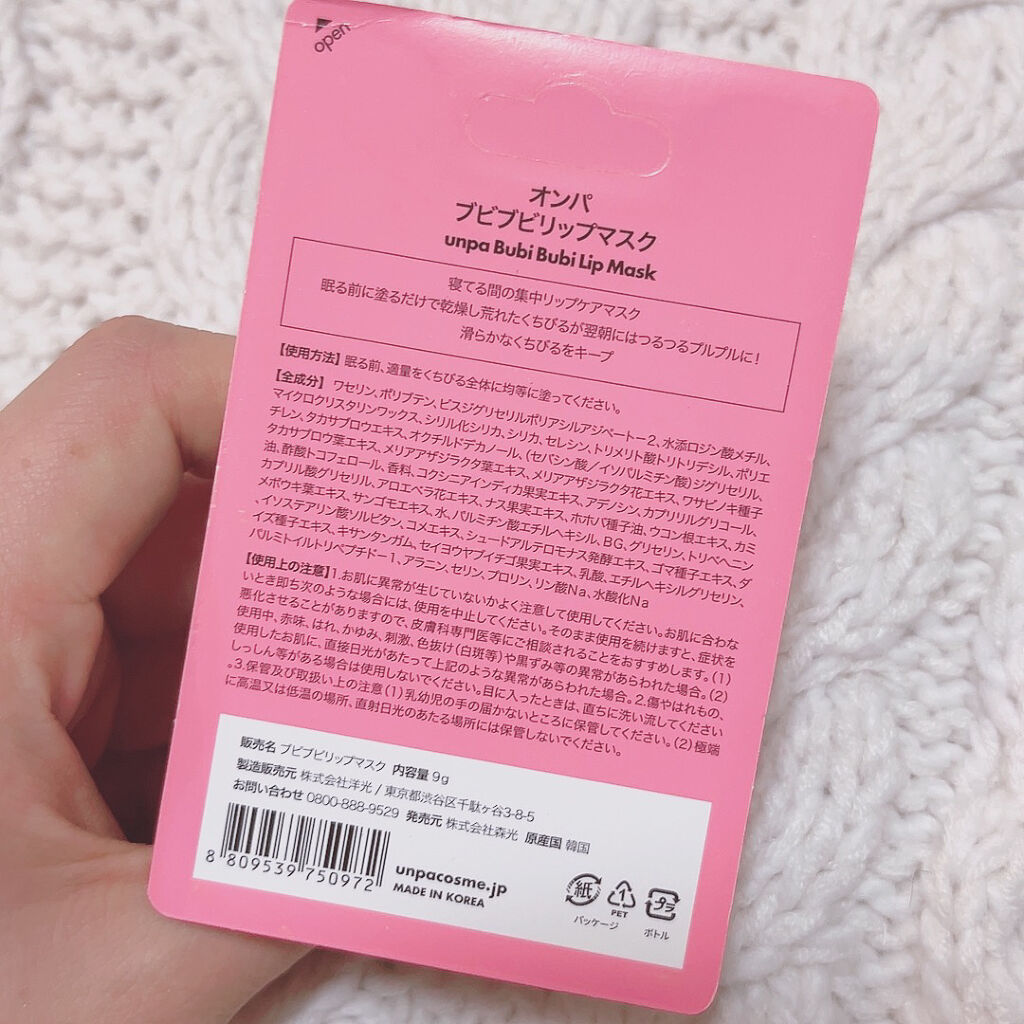 open
オンパ
ブビブビリップマスク
unpa Bubi Bubi Lip Mask
寝てる間の集中リップケアマスク
眠る前に塗るだけで乾燥し荒れたくちびるが翌朝にはつるつるプルプルに!
滑らかなくちびるをキープ
【使用方法】眠る前、適量をくちびる全体に均等に塗ってください。
【全成分】 ワセリン、ポリブテン、ビスジグリセリルポリアシルアジペート-2、水添ロジン酸メチル、
マイクロクリスタリンワックス、シリル化シリカ、シリカ、セレシン、トリメリト酸トリトリデシル、ポリエ
チレン、タカサブロウエキス、オクチルドデカノール、(セバシン酸/イソパルミチン酸)ジグリセリル、
タカサブロウ葉エキス、メリアアザジラクタ葉エキス、メリアアザジラクタ花エキス、ワサビノキ種子
油、酢酸トコフェロール、香料、コクシニアインディカ果実エキス、アデノシン、カプリリルグリコール、
カプリル酸グリセリル、アロエベラ花エキス、ナス果実エキス、ホホバ種子油、ウコン根エキス、カミ
メボウキ葉エキス、サンゴモエキス、水、パルミチン酸エチルヘキシル、BG、グリセリン、トリベヘニン
、イソステアリン酸ソルビタン、コメエキス、シュードアルテロモナス発酵エキス、ゴマ種子エキス、ダ
イズ種子エキス、キサンタンガム、セイヨウヤブイチゴ果実エキス、乳酸、エチルヘキシルグリセリン、
パルミトイルトリペプチド-1、アラニン、セリン、プロリン、リン酸Na、水酸化Na
【使用上の注意】1.お肌に異常が生じていないかよく注意して使用してください。お肌に合わな
いとき即ち次のような場合には、使用を中止してください。そのまま使用を続けますと、症状を
悪化させることがありますので、皮膚科専門医等にご相談されることをおすすめします。(1)
使用中、赤味、はれ、かゆみ、刺激、色抜け(白斑等)や黒ずみ等の異常があらわれた場合。(2)
使用したお肌に、直接日光があたって上記のような異常があらわれた場合。2.傷やはれもの、
しっしん等がある場合は使用しないでください。目に入ったときは、直ちに洗い流してください
。3.保管及び取扱い上の注意(1)乳幼児の手の届かないところに保管してください。(2)極端
に高温又は低温の場所、直射日光のあたる場所には保管しないでください。
販売名 ブビブビリップマスク 内容量 9g
製造販売元 株式会社洋光 / 東京都渋谷区千駄ヶ谷3-8-5
お問い合わせ 0800-888-9529 発売元 株式会社森光 原産国 韓国
8 809539 750972
unpacosme.jp
MADE IN KOREA
紙
パッケージ
1
PET
プラ
ボトル